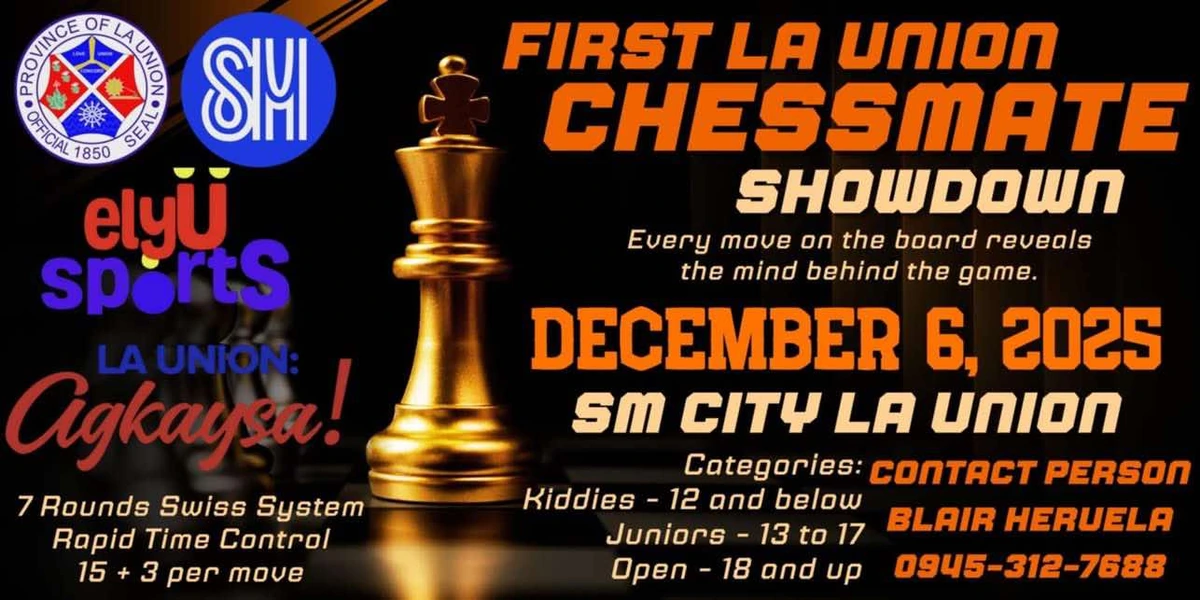 PROVINCE OF LA UNION
OFFICIAL 1850 SEAL
SM
elyÜ
sports
LA UNION:
Agkaysa!
7 Rounds Swiss System
Rapid Time Control
15 + 3 per move
FIRST LA UNION
CHESSMATE
SHOWDOWN
Every move on the board reveals
the mind behind the game.
DECEMBER 6, 2025
SM CITY LA UNION
Categories:
Kiddies - 12 and below
Juniors - 13 to 17
Open - 18 and up
CONTACT PERSON
BLAIR HERUELA
0945-312-7688